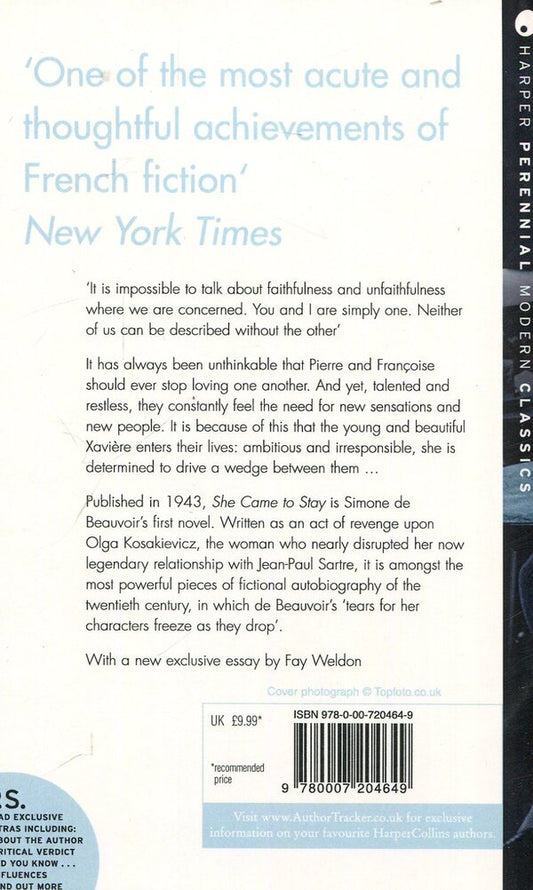 ‘One of the most acute and
thoughtful achievements of
French fiction’
New York Times
‘It is impossible to talk about faithfulness and unfaithfulness
where we are concerned. You and I are simply one. Neither
of us can be described without the other’
It has always been unthinkable that Pierre and Françoise
should ever stop loving one another. And yet, talented and
restless, they constantly feel the need for new sensations and
new people. It is because of this that the young and beautiful
Xavière enters their lives: ambitious and irresponsible, she is
determined to drive a wedge between them ...
Published in 1943, She Came to Stay is Simone de
Beauvoir’s first novel. Written as an act of revenge upon
Olga Kosakievicz, the woman who nearly disrupted her now
legendary relationship with Jean-Paul Sartre, it is amongst the
most powerful pieces of fictional autobiography of the
twentieth century, in which de Beauvoir’s ‘tears for her
characters freeze as they drop’.
With a new exclusive essay by Fay Weldon
Cover photograph © Topfoto.co.uk
UK £9.99*
*recommended
price
ISBN 978-0-00-720464-9
9 780007 204649
Visit www.AuthorTracker.co.uk for exclusive
information on your favourite HarperCollins authors.
S.
AD EXCLUSIVE
TRAS INCLUDING:
BOUT THE AUTHOR
RITICAL VERDICT
D YOU KNOW ...
FLUENCES
ND OUT MORE
HARPER PERENNIAL MODERN CLASSICS